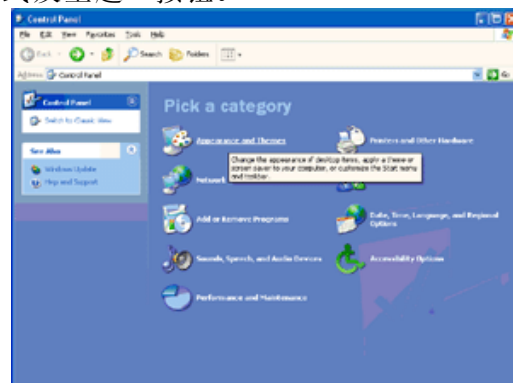 Control Panel
File Edit View Favorites Tools Help
Back Search Folders
Address Control Panel Go
Control Panel
Switch to Classic View
See Also
Windows Update
Help and Support
Pick a category
Appearance and Themes
Printers and Other Hardware
Change the appearance of desktop items, apply a theme or
screen saver to your computer, or customize the Start menu
and taskbar.
Network
Add or Remove Programs
Date, Time, Language, and Regional
Options
Sounds, Speech, and Audio Devices
Accessibility Options
Performance and Maintenance